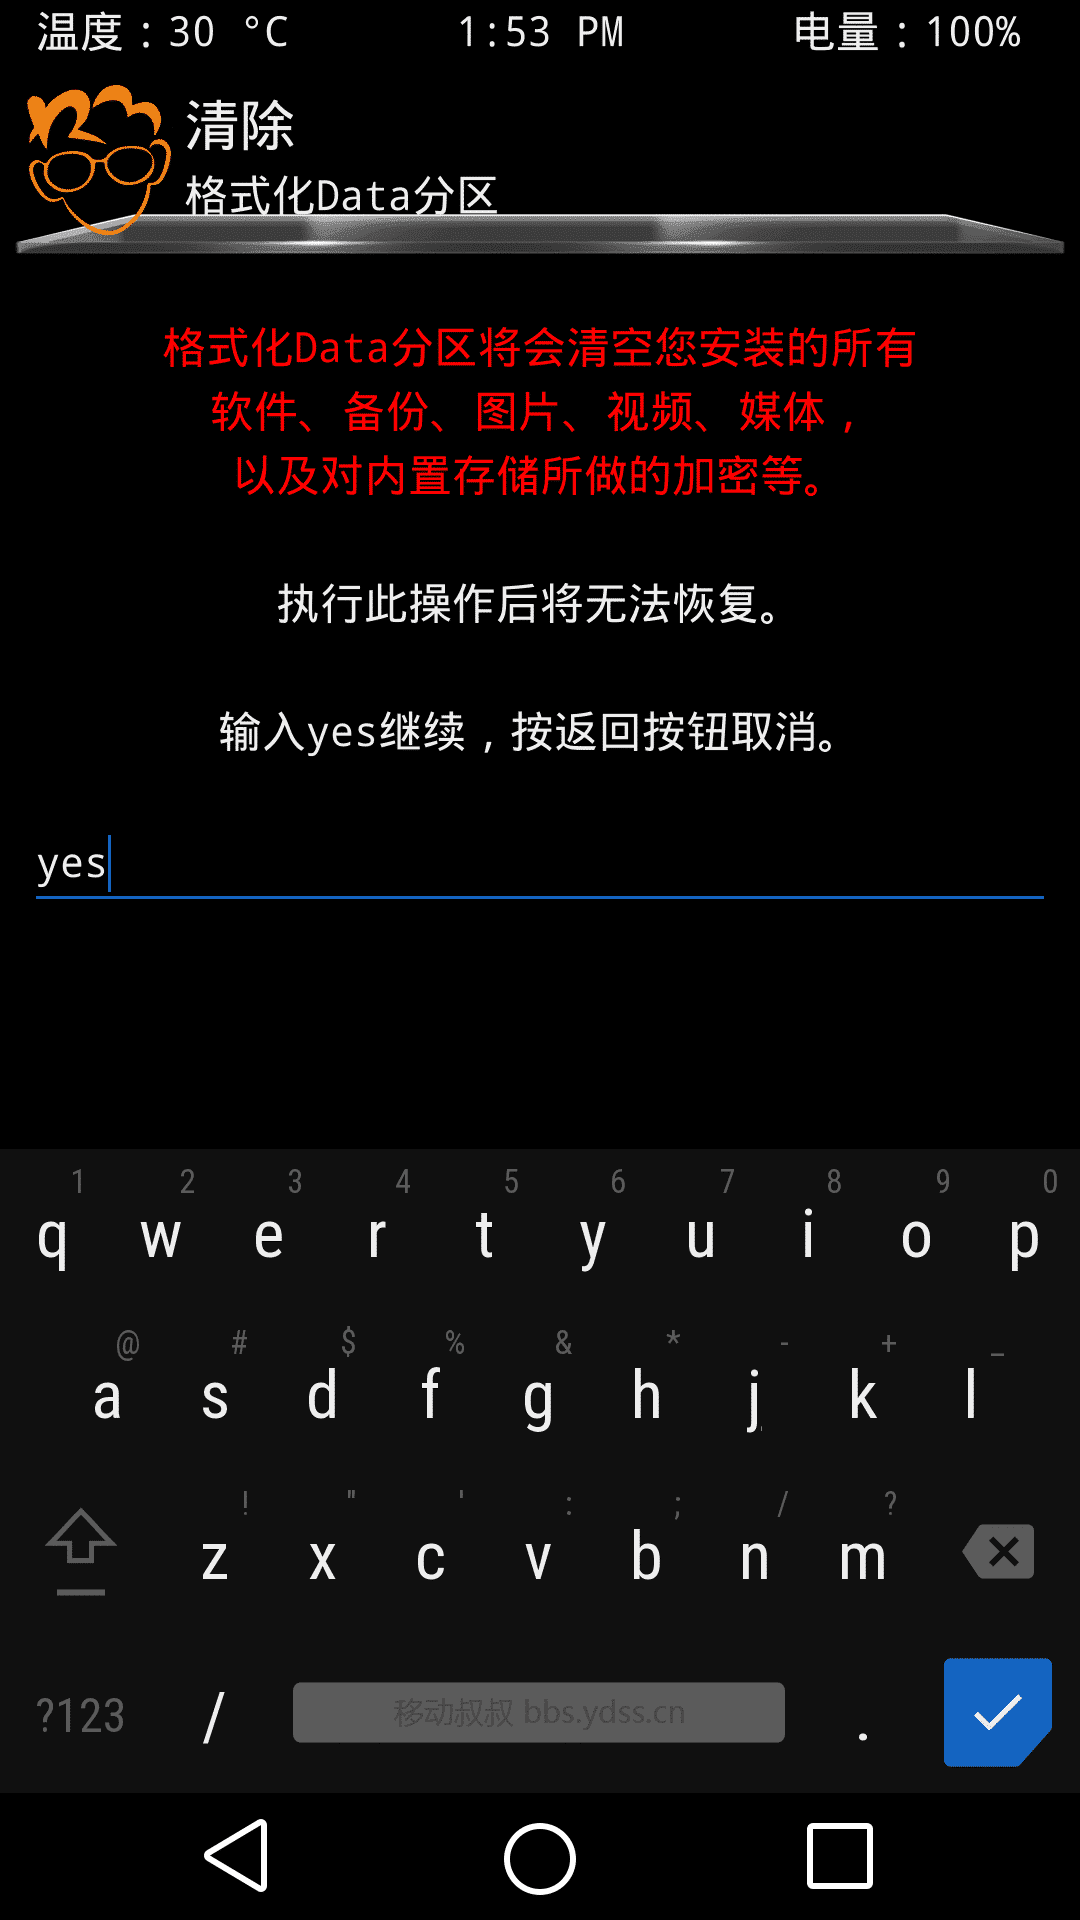 温度：30 °C 1:53 PM 电量：100%
清除
格式化Data分区
格式化Data分区将会清空您安装的所有
软件、备份、图片、视频、媒体，
以及对内置存储所做的加密等。
执行此操作后将无法恢复。
输入yes继续，按返回按钮取消。
yes
1 2 3 4 5 6 7 8 9 0
q w e r t y u i o p
@ # $ % & * - + _
a s d f g h j k l
! " ' : ; / ?
z x c v b n m
?123 / 移动叔叔 bbs.ydss.cn .